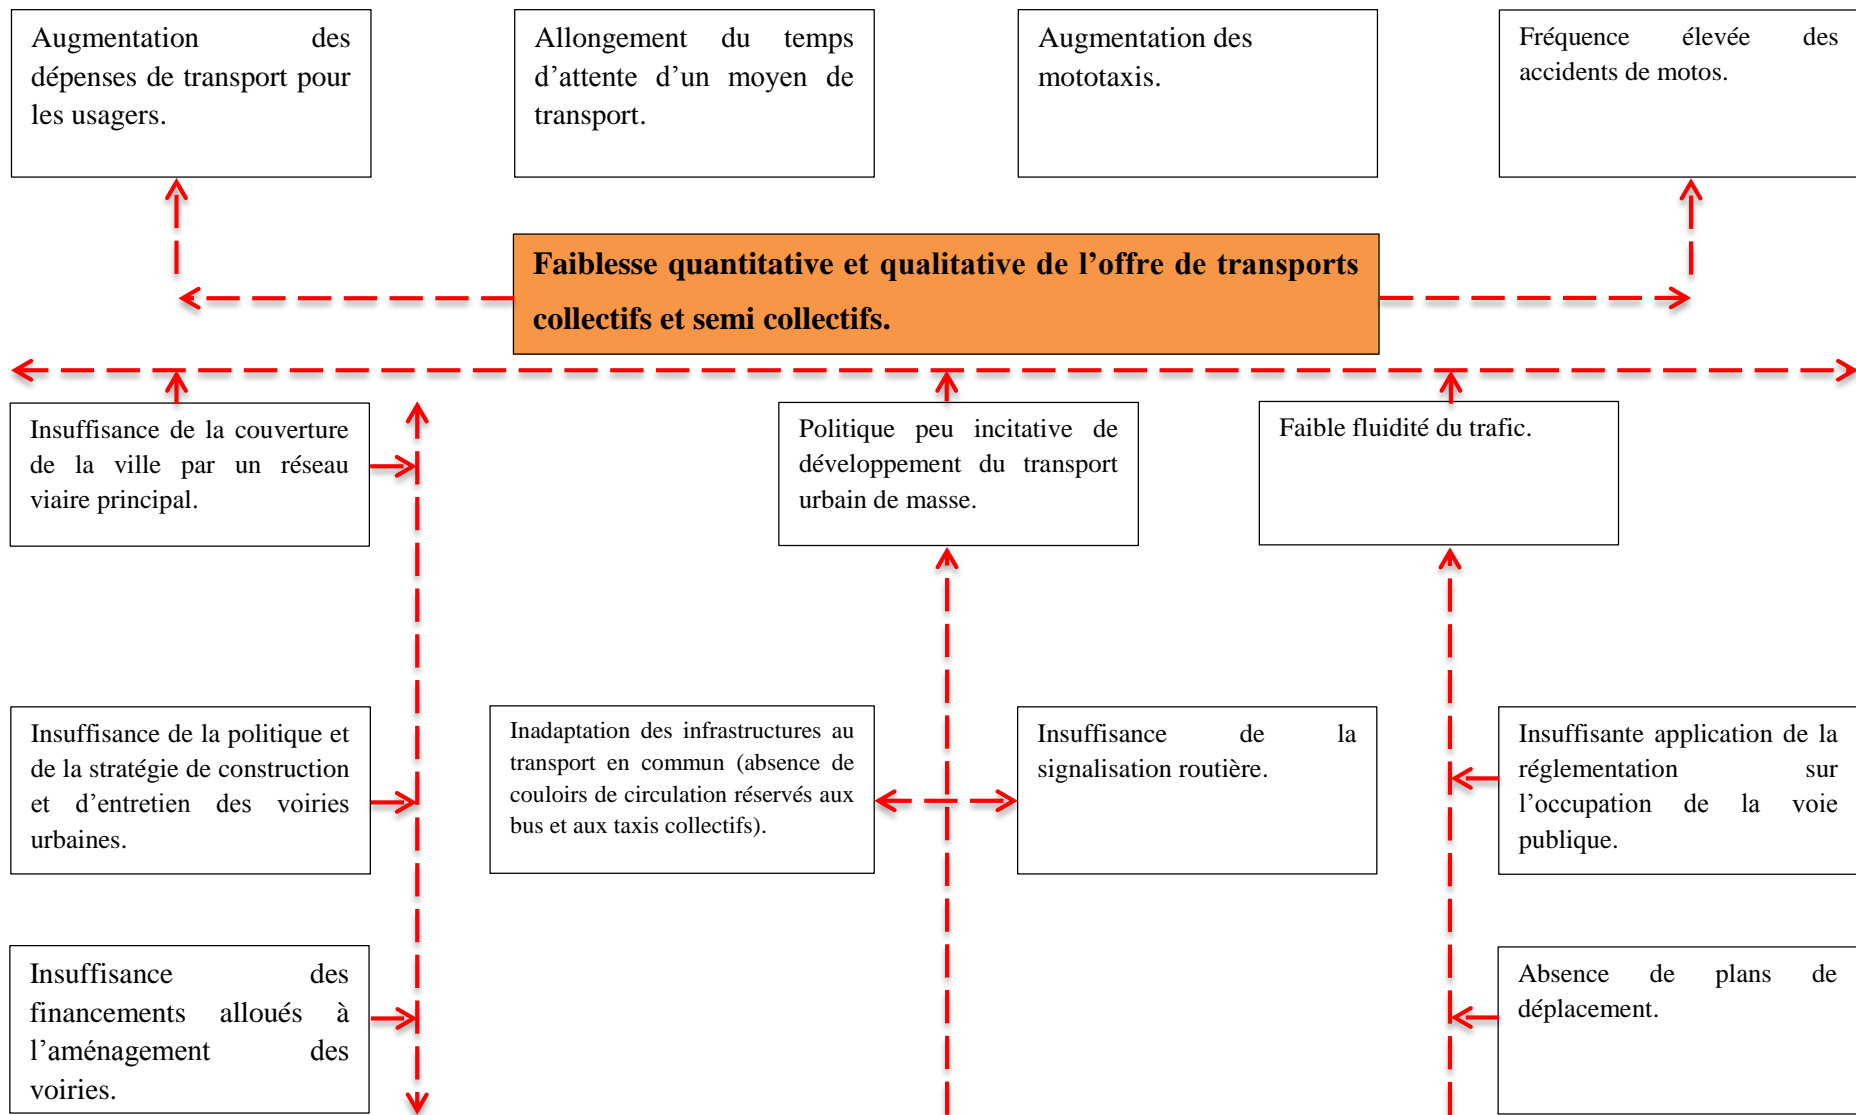 Augmentation des
dépenses de transport pour
les usagers.
Allongement du temps
d’attente d’un moyen de
transport.
Augmentation des
mototaxis.
Fréquence élevée des
accidents de motos.
Faiblesse quantitative et qualitative de l’offre de transports
collectifs et semi collectifs.
Insuffisance de la couverture
de la ville par un réseau
viaire principal.
Politique peu incitative de
développement du transport
urbain de masse.
Faible fluidité du trafic.
Insuffisance de la politique et
de la stratégie de construction
et d’entretien des voiries
urbaines.
Inadaptation des infrastructures au
transport en commun (absence de
couloirs de circulation réservés aux
bus et aux taxis collectifs).
Insuffisance de la
signalisation routière.
Insuffisante application de la
réglementation sur
l’occupation de la voie
publique.
Insuffisance des
financements alloués à
l’aménagement des
voiries.
Absence de plans de
déplacement.